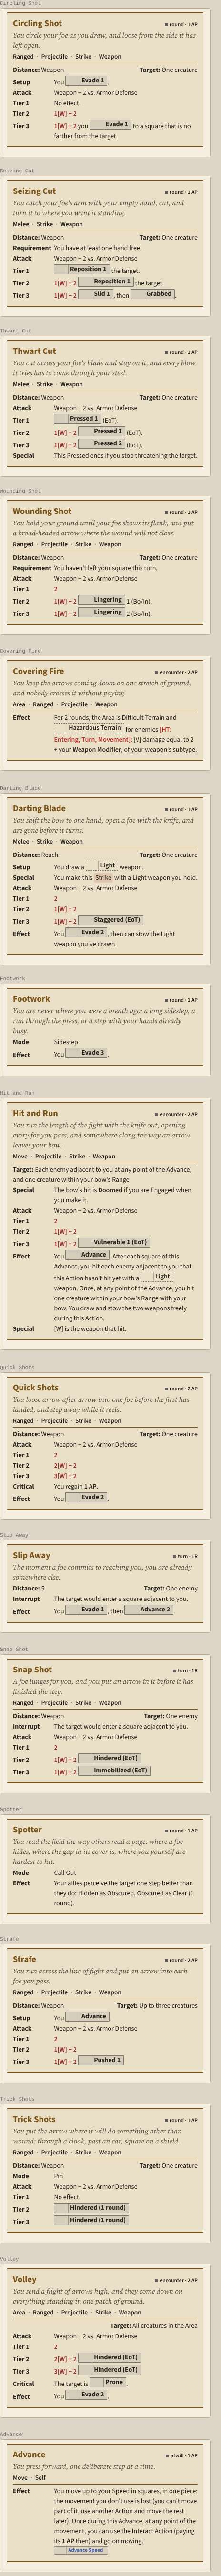 Circling Shot
Circling Shot ■ round · 1 AP
You circle your foe as you draw, and loose from the side it has
left open.
Ranged · Projectile · Strike · Weapon
Distance: Weapon Target: One creature
Setup You Evade 1.
Attack Weapon + 2 vs. Armor Defense
Tier 1 No effect.
Tier 2 1[W] + 2
Tier 3 1[W] + 2 you Evade 1 to a square that is no
farther from the target.
Seizing Cut
Seizing Cut ■ round · 1 AP
You catch your foe's arm with your empty hand, cut, and
turn it to where you want it standing.
Melee · Strike · Weapon
Distance: Weapon Target: One creature
Requirement You have at least one hand free.
Attack Weapon + 2 vs. Armor Defense
Tier 1 Reposition 1 the target.
Tier 2 1[W] + 2 Reposition 1 the target.
Tier 3 1[W] + 2 Slid 1, then Grabbed.
Thwart Cut
Thwart Cut ■ round · 1 AP
You cut across your foe's blade and stay on it, and every blow
it tries has to come through your steel.
Melee · Strike · Weapon
Distance: Weapon Target: One creature
Attack Weapon + 2 vs. Armor Defense
Tier 1 Pressed 1 (EoT).
Tier 2 1[W] + 2 Pressed 1 (EoT).
Tier 3 1[W] + 2 Pressed 2 (EoT).
Special This Pressed ends if you stop threatening the target.
Wounding Shot
Wounding Shot ■ round · 1 AP
You hold your ground until your foe shows its flank, and put
a broad-headed arrow where the wound will not close.
Ranged · Projectile · Strike · Weapon
Distance: Weapon Target: One creature
Requirement You haven't left your square this turn.
Attack Weapon + 2 vs. Armor Defense
Tier 1 2
Tier 2 1[W] + 2 Lingering 1 (Bo/in).
Tier 3 1[W] + 2 Lingering 2 (Bo/in).
Covering Fire
Covering Fire ■ encounter · 2 AP
You keep the arrows coming down on one stretch of ground,
and nobody crosses it without paying.
Area · Ranged · Projectile · Weapon
Effect For 2 rounds, the Area is Difficult Terrain and
Hazardous Terrain for enemies [HT:
Entering, Turn, Movement]: [V] damage equal to 2
+ your Weapon Modifier, of your weapon's subtype.
Darting Blade
Darting Blade ■ round · 1 AP
You shift the bow to one hand, open a foe with the knife, and
are gone before it turns.
Melee · Strike · Weapon
Distance: Reach Target: One creature
Setup You draw a Light weapon.
Special You make this Strike with a Light weapon you hold.
Attack Weapon + 2 vs. Armor Defense
Tier 1 2
Tier 2 1[W] + 2
Tier 3 1[W] + 2 Staggered (EoT)
Effect You Evade 2, then can stow the Light
weapon you've drawn.
Footwork
Footwork ■ round · 1 AP
You are never where you were a breath ago: a long sidestep, a
run through the press, or a step with your hands already
busy.
Mode Sidestep
Effect You Evade 3.
Hit and Run
Hit and Run ■ encounter · 2 AP
You run the length of the fight with the knife out, opening
every foe you pass, and somewhere along the way an arrow
leaves your bow.
Move · Projectile · Strike · Weapon
Target: Each enemy adjacent to you at any point of the Advance,
and one creature within your bow's Range
Special The bow's hit is Doomed if you are Engaged when
you make it.
Attack Weapon + 2 vs. Armor Defense
Tier 1 2
Tier 2 1[W] + 2
Tier 3 1[W] + 2 Vulnerable 1 (EoT)
Effect You Advance. After each square of this
Advance, you hit each enemy adjacent to you that
this Action hasn't hit yet with a Light
weapon. Once, at any point of the Advance, you hit
one creature within your bow's Range with your
bow. You draw and stow the two weapons freely
during this Action.
Special [W] is the weapon that hit.
Quick Shots
Quick Shots ■ round · 2 AP
You loose arrow after arrow into one foe before the first has
landed, and step away while it reels.
Ranged · Projectile · Strike · Weapon
Distance: Weapon Target: One creature
Attack Weapon + 2 vs. Armor Defense
Tier 1 2
Tier 2 2[W] + 2
Tier 3 3[W] + 2
Critical You regain 1 AP.
Effect You Evade 2.
Slip Away
Slip Away ■ turn · 1R
The moment a foe commits to reaching you, you are already
somewhere else.
Distance: 5 Target: One enemy
Interrupt The target would enter a square adjacent to you.
Effect You Evade 2, then Advance 2.
Snap Shot
Snap Shot ■ turn · 1R
A foe lunges for you, and you put an arrow in it before it has
finished the step.
Ranged · Projectile · Strike · Weapon
Distance: Weapon Target: One enemy
Interrupt The target would enter a square adjacent to you.
Attack Weapon + 2 vs. Armor Defense
Tier 1 2
Tier 2 1[W] + 2 Hindered (EoT)
Tier 3 1[W] + 2 Immobilized (EoT)
Spotter
Spotter ■ round · 1 AP
You read the field the way others read a page: where a foe
hides, where the gap in its cover is, where yourself are
hardest to hit.
Mode Call Out
Effect Your allies perceive the target one step better than
they do: Hidden as Obscured, Obscured as Clear (1
round).
Strafe
Strafe ■ round · 2 AP
You run across the line of fight and put an arrow into each
foe you pass.
Ranged · Projectile · Strike · Weapon
Distance: Weapon Target: Up to three creatures
Setup You Advance.
Attack Weapon + 2 vs. Armor Defense
Tier 1 2
Tier 2 1[W] + 2
Tier 3 1[W] + 2 Pushed 1
Trick Shots
Trick Shots ■ round · 1 AP
You put the arrow where it will do something other than
wound: through a cloak, past an ear, square on a shield.
Ranged · Projectile · Strike · Weapon
Distance: Weapon Target: One creature
Mode Pin
Attack Weapon + 2 vs. Armor Defense
Tier 1 No effect.
Tier 2 Hindered (1 round)
Tier 3 Hindered (1 round)
Volley
Volley ■ encounter · 2 AP
You send a flight of arrows high, and they come down on
everything standing in one patch of ground.
Area · Ranged · Projectile · Strike · Weapon
Target: All creatures in the Area
Attack Weapon + 2 vs. Armor Defense
Tier 1 2
Tier 2 2[W] + 2 Hindered (EoT)
Tier 3 3[W] + 2 Hindered (EoT)
Critical The target is Prone.
Effect You Evade 2.
Advance
Advance ■ atwill · 1 AP
You press forward, one deliberate step at a time.
Move · Self
Effect You move up to your Speed in squares, in one piece:
the movement you don't use is lost (you can't move
part of it, use another Action and move the rest
later). Once during this Advance, at any point of the
movement, you can use the Interact Action (paying
its 1 AP then) and go on moving.
Advance Speed